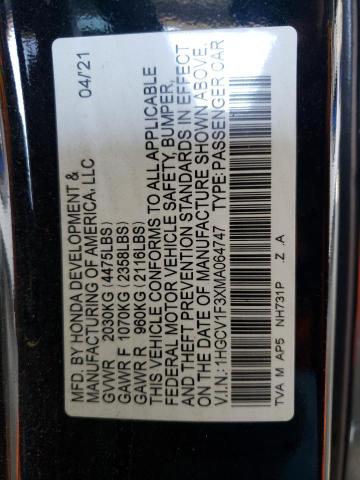 MFD. BY HONDA DEVELOPMENT & 04/'21
MANUFACTURING OF AMERICA, LLC
GVWR 2030KG (4475LBS)
GAWR F 1070KG (2358LBS)
GAWR R 960KG (2116LBS)
THIS VEHICLE CONFORMS TO ALL APPLICABLE
FEDERAL MOTOR VEHICLE SAFETY, BUMPER,
AND THEFT PREVENTION STANDARDS IN EFFECT
ON THE DATE OF MANUFACTURE SHOWN ABOVE.
V.I.N.: 1HGCV1F3XMA064747 TYPE: PASSENGER CAR
TVA M AP5 NH731P .Z .A